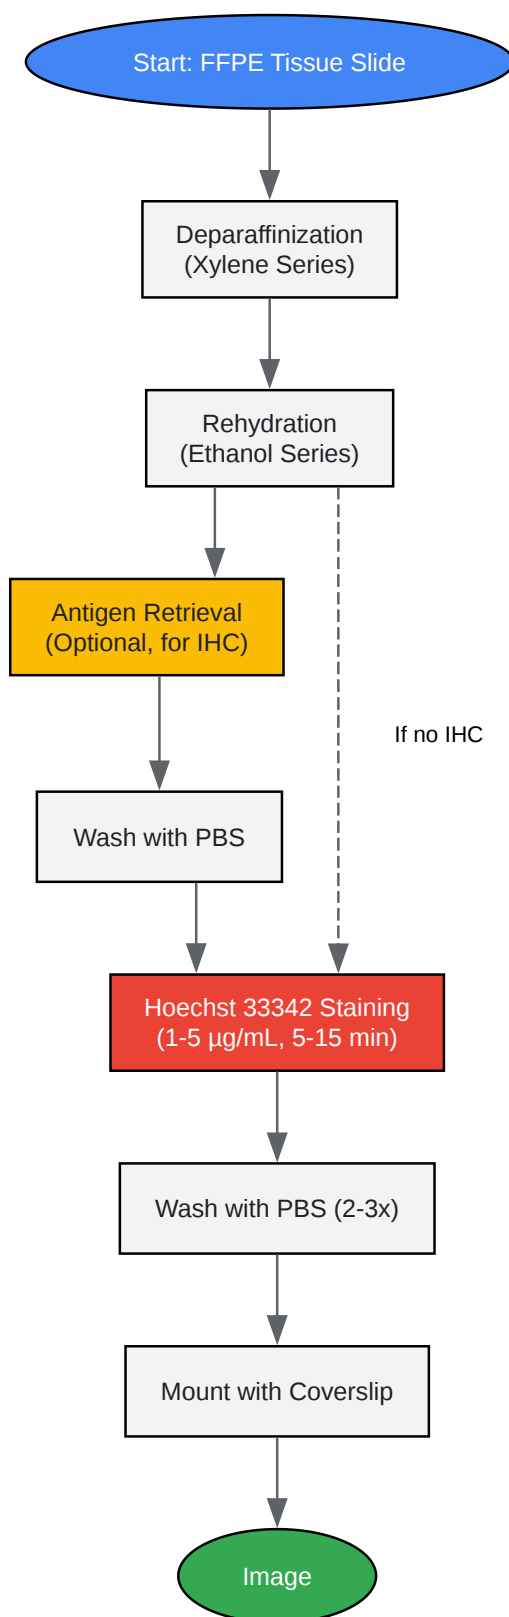 Start: FFPE Tissue Slide
Deparaffinization
(Xylene Series)
Rehydration
(Ethanol Series)
Antigen Retrieval
(Optional, for IHC)
If no IHC
Wash with PBS
Hoechst 33342 Staining
(1-5 µg/mL, 5-15 min)
Wash with PBS (2-3x)
Mount with Coverslip
Image